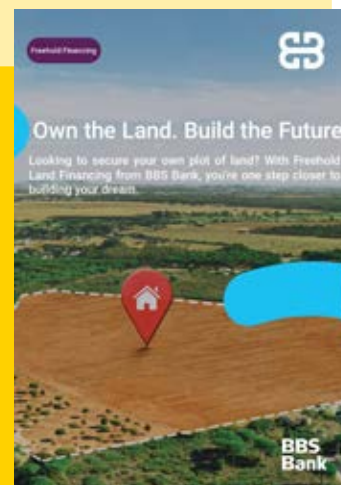 Freehold Financing
Own the Land. Build the Future
Looking to secure your own plot of land? With Freehold
Land Financing from BBS Bank, you're one step closer to
building your dream.
BBS
Bank